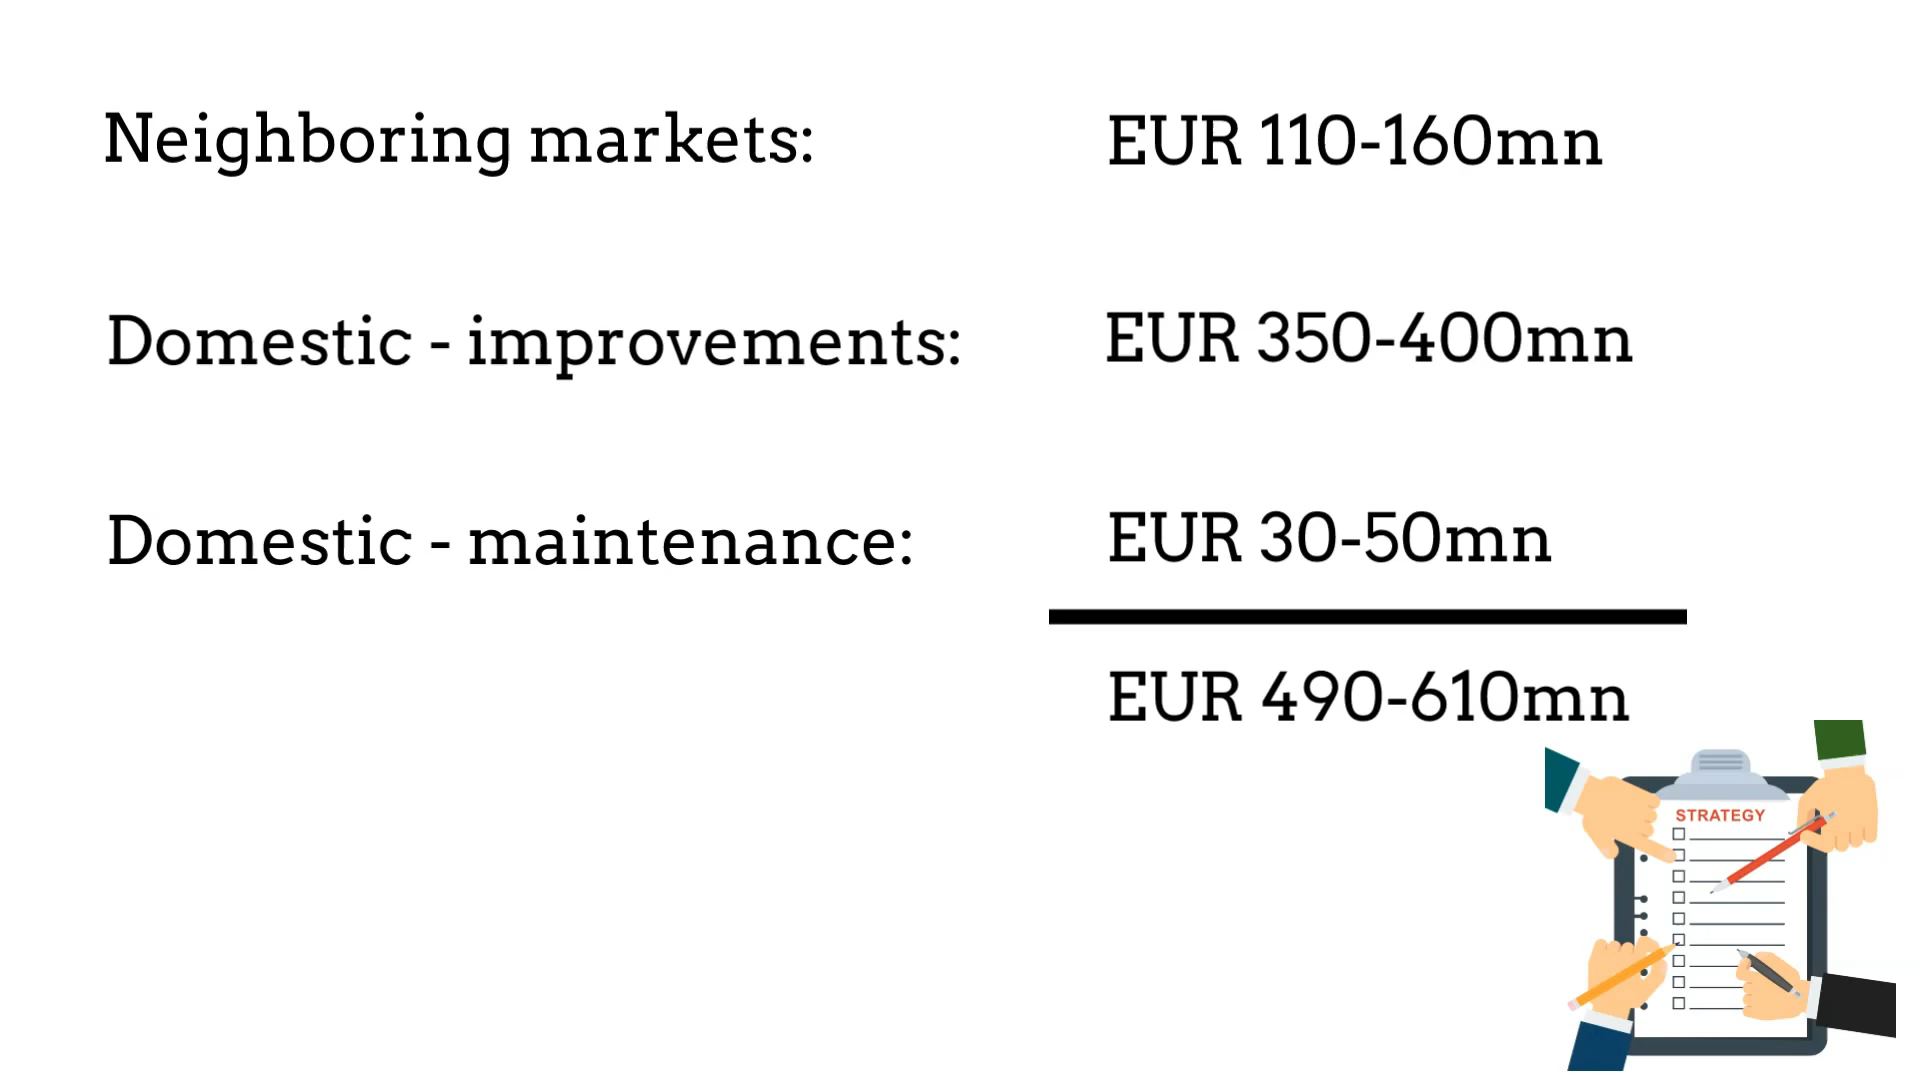 Neighboring markets: EUR 110-160mn
Domestic - improvements: EUR 350-400mn
Domestic - maintenance: EUR 30-50mn
EUR 490-610mn
STRATEGY